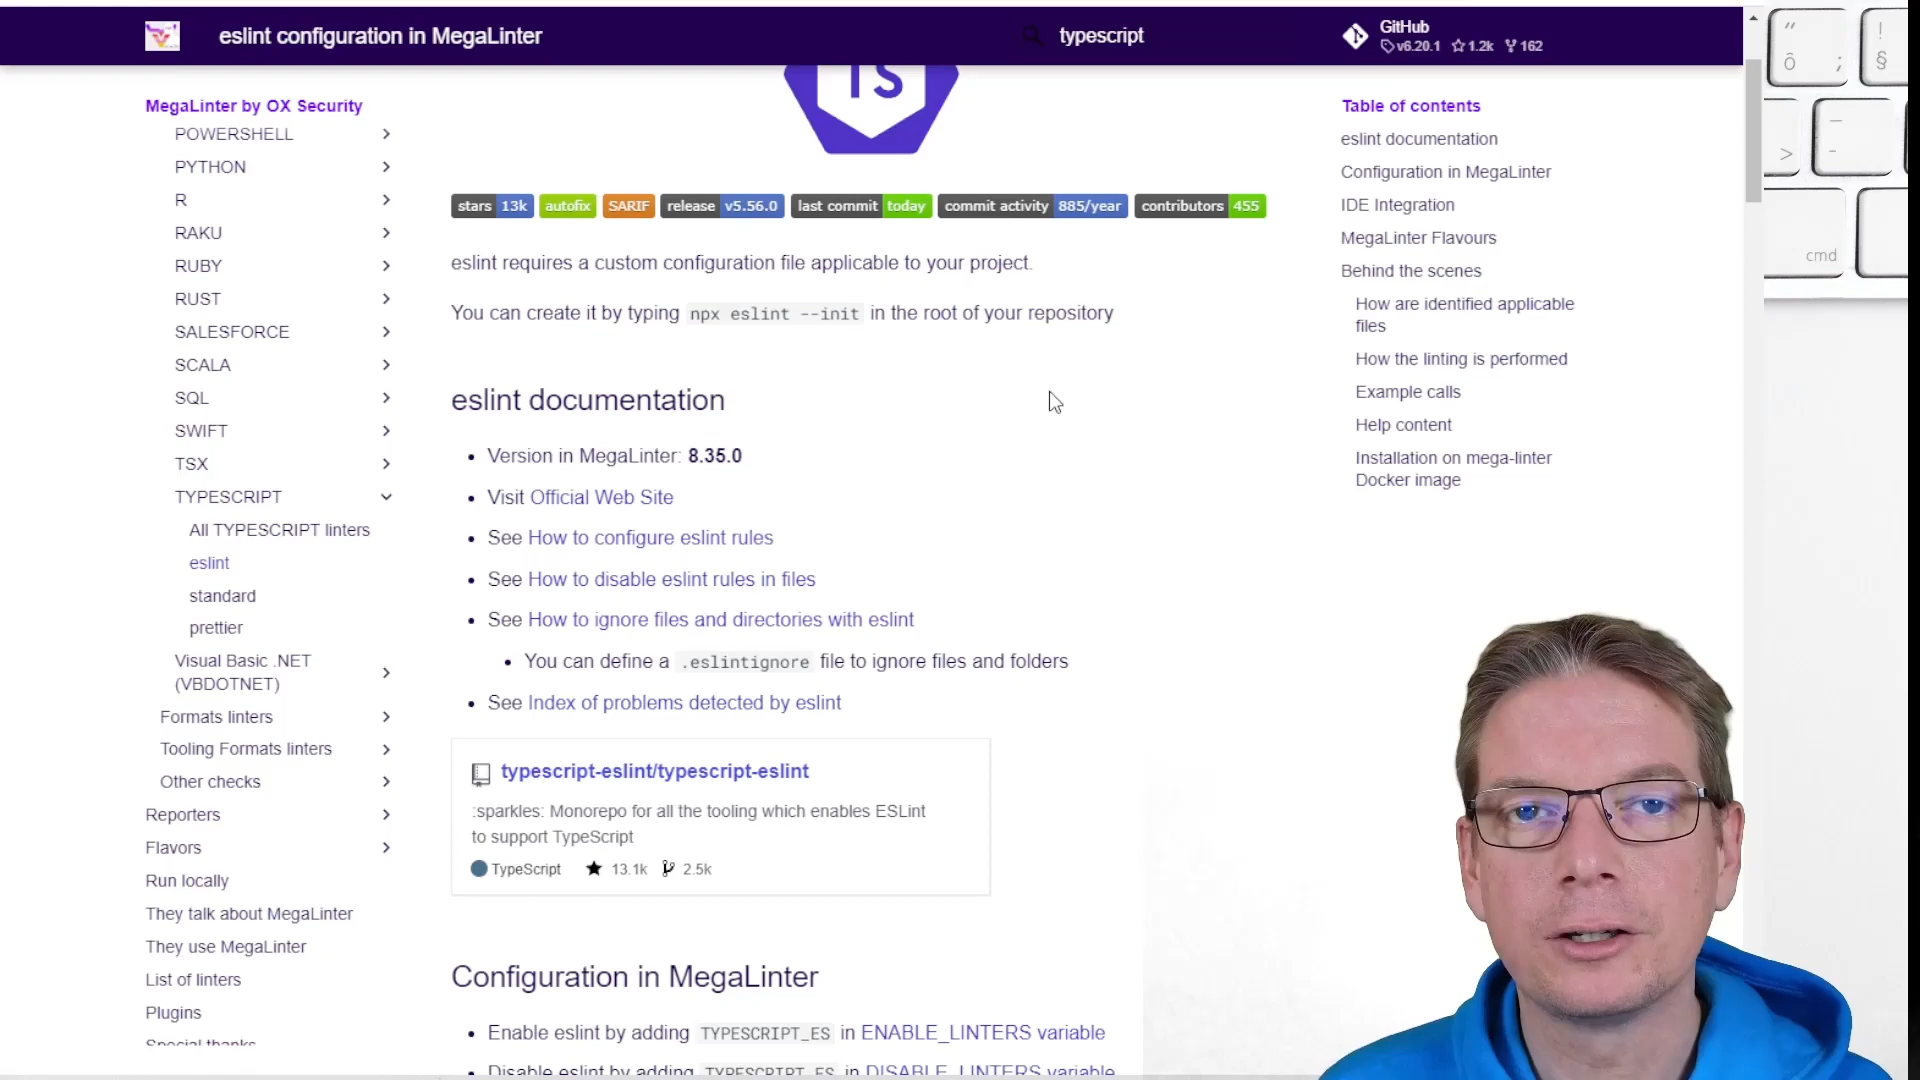 eslint configuration in MegaLinter
typescript
GitHub
v6.20.1 1.2k 162
MegaLinter by OX Security
POWERSHELL
PYTHON
R
RAKU
RUBY
RUST
SALESFORCE
SCALA
SQL
SWIFT
TSX
TYPESCRIPT
All TYPESCRIPT linters
eslint
standard
prettier
Visual Basic .NET
(VBDOTNET)
Formats linters
Tooling Formats linters
Other checks
Reporters
Flavors
Run locally
They talk about MegaLinter
They use MegaLinter
List of linters
Plugins
Special thanks
TS
stars 13k autofix SARIF release v5.56.0 last commit today commit activity 885/year contributors 455
eslint requires a custom configuration file applicable to your project.
You can create it by typing npx eslint --init in the root of your repository
eslint documentation
• Version in MegaLinter: 8.35.0
• Visit Official Web Site
• See How to configure eslint rules
• See How to disable eslint rules in files
• See How to ignore files and directories with eslint
• You can define a .eslintignore file to ignore files and folders
• See Index of problems detected by eslint
typescript-eslint/typescript-eslint
:sparkles: Monorepo for all the tooling which enables ESLint
to support TypeScript
TypeScript ★ 13.1k 2.5k
Configuration in MegaLinter
• Enable eslint by adding TYPESCRIPT_ES in ENABLE_LINTERS variable
• Disable eslint by adding TYPESCRIPT_ES in DISABLE_LINTERS variable
Table of contents
eslint documentation
Configuration in MegaLinter
IDE Integration
MegaLinter Flavours
Behind the scenes
How are identified applicable
files
How the linting is performed
Example calls
Help content
Installation on mega-linter
Docker image
“ !
õ ; §
> — -
cmd